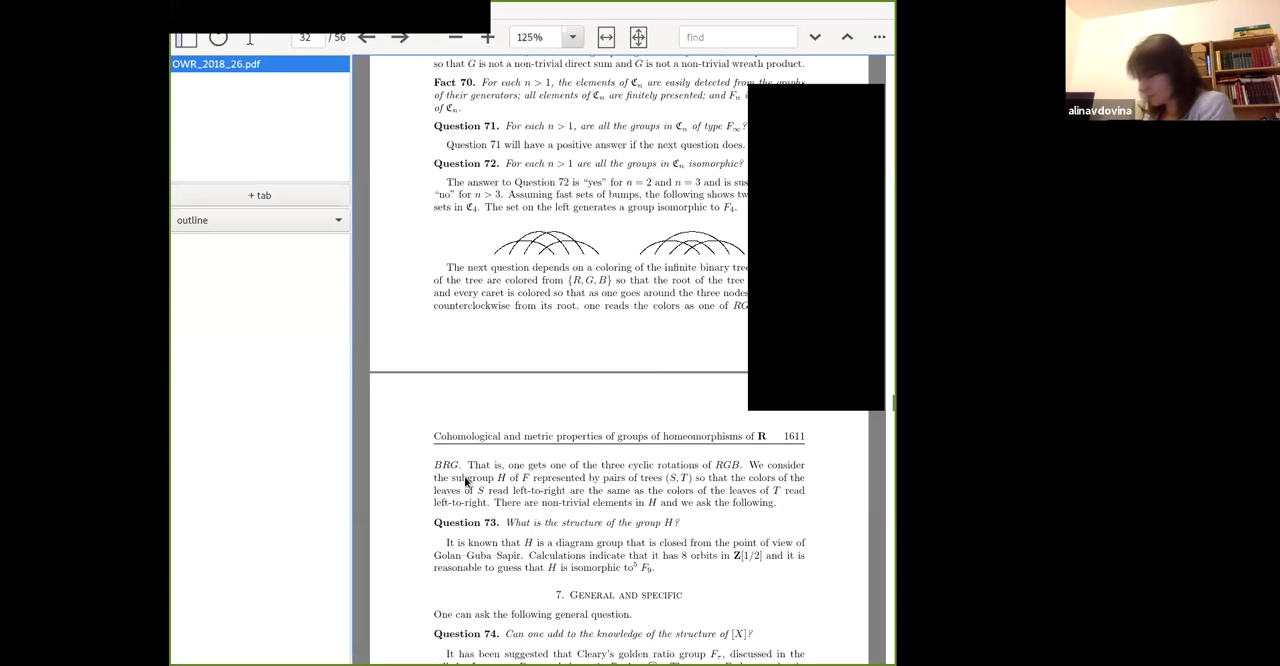 32 / 56
125%
find
OWR_2018_26.pdf
+ tab
outline
so that G is not a non-trivial direct sum and G is not a non-trivial wreath product.
Fact 70. For each n > 1, the elements of ℭₙ are easily detected from the graphs
of their generators; all elements of ℭₙ are finitely presented; and Fₙ
of ℭₙ.
Question 71. For each n > 1, are all the groups in ℭₙ of type F∞?
Question 71 will have a positive answer if the next question does.
Question 72. For each n > 1 are all the groups in ℭₙ isomorphic?
The answer to Question 72 is “yes” for n = 2 and n = 3 and is
“no” for n > 3. Assuming fast sets of bumps, the following shows
sets in ℭ₄. The set on the left generates a group isomorphic to F₄.
The next question depends on a coloring of the infinite binary
of the tree are colored from {R, G, B} so that the root of the tree
and every caret is colored so that as one goes around the three nodes
counterclockwise from its root, one reads the colors as one of
Cohomological and metric properties of groups of homeomorphisms of R 1611
BRG. That is, one gets one of the three cyclic rotations of RGB. We consider
the subgroup H of F represented by pairs of trees (S, T) so that the colors of the
leaves of S read left-to-right are the same as the colors of the leaves of T read
left-to-right. There are non-trivial elements in H and we ask the following.
Question 73. What is the structure of the group H?
It is known that H is a diagram group that is closed from the point of view of
Golan–Guba–Sapir. Calculations indicate that it has 8 orbits in Z[1/2] and it is
reasonable to guess that H is isomorphic to⁵ F₉.
7. General and specific
One can ask the following general question.
Question 74. Can one add to the knowledge of the structure of [X]?
It has been suggested that Cleary's golden ratio group Fτ, discussed in the
alinavdovina